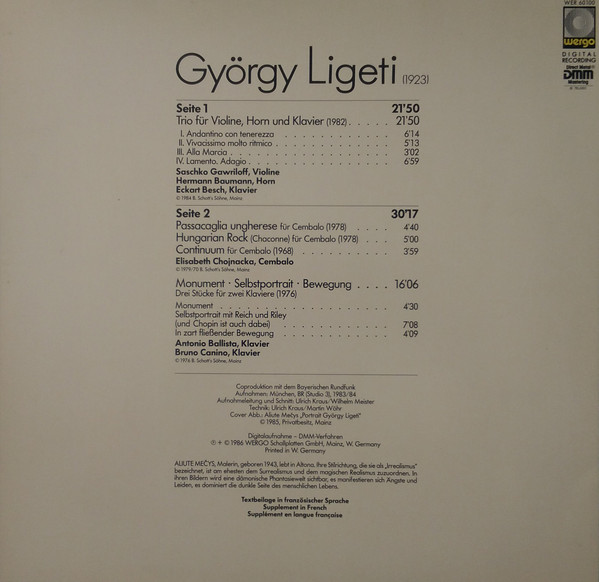 WER 60100
wergo
DIGITAL
RECORDING
Direct Metal
DMM
Mastering
György Ligeti (1923)
Seite 1 21'50
Trio für Violine, Horn und Klavier (1982) . . . . . 21'50
I. Andantino con tenerezza . . . . . . . . . . . 6'14
II. Vivacissimo molto ritmico . . . . . . . . . . . 5'13
III. Alla Marcia . . . . . . . . . . . . . . . . 3'02
IV. Lamento. Adagio . . . . . . . . . . . . . . 6'59
Saschko Gawriloff, Violine
Hermann Baumann, Horn
Eckart Besch, Klavier
© 1984 B. Schott's Söhne, Mainz
Seite 2 30'17
Passacaglia ungherese für Cembalo (1978) . . . . 4'40
Hungarian Rock (Chaconne) für Cembalo (1978) . . . 5'00
Continuum für Cembalo (1968) . . . . . . . . . . 3'59
Elisabeth Chojnacka, Cembalo
© 1979/70 B. Schott's Söhne, Mainz
Monument · Selbstportrait · Bewegung . . . . 16'06
Drei Stücke für zwei Klaviere (1976)
Monument . . . . . . . . . . . . . . . . . . 4'30
Selbstportrait mit Reich und Riley
(und Chopin ist auch dabei) . . . . . . . . . . . 7'08
In zart fließender Bewegung . . . . . . . . . . . 4'09
Antonio Ballista, Klavier
Bruno Canino, Klavier
© 1976 B. Schott's Söhne, Mainz
Coproduktion mit dem Bayerischen Rundfunk
Aufnahmen: München, BR (Studio 3), 1983/84
Aufnahmeleitung und Schnitt: Ulrich Kraus/Wilhelm Meister
Technik: Ulrich Kraus/Martin Wöhr
Cover Abb.: Aliute Mečys „Portrait György Ligeti"
© 1985, Privatbesitz, Mainz
Digitalaufnahme – DMM-Verfahren
℗ + © 1986 WERGO Schallplatten GmbH, Mainz, W. Germany
Printed in W. Germany
ALIUTE MEČYS, Malerin, geboren 1943, lebt in Altona. Ihre Stilrichtung, die sie als „Irrealismus"
bezeichnet, ist am ehesten dem Surrealismus und dem magischen Realismus zuzuordnen. In
ihren Bildern wird eine dämonische Phantasiewelt sichtbar, es manifestieren sich Ängste und
Leiden, es dominiert die dunkle Seite des menschlichen Lebens.
Textbeilage in französischer Sprache
Supplement in French
Supplément en langue française